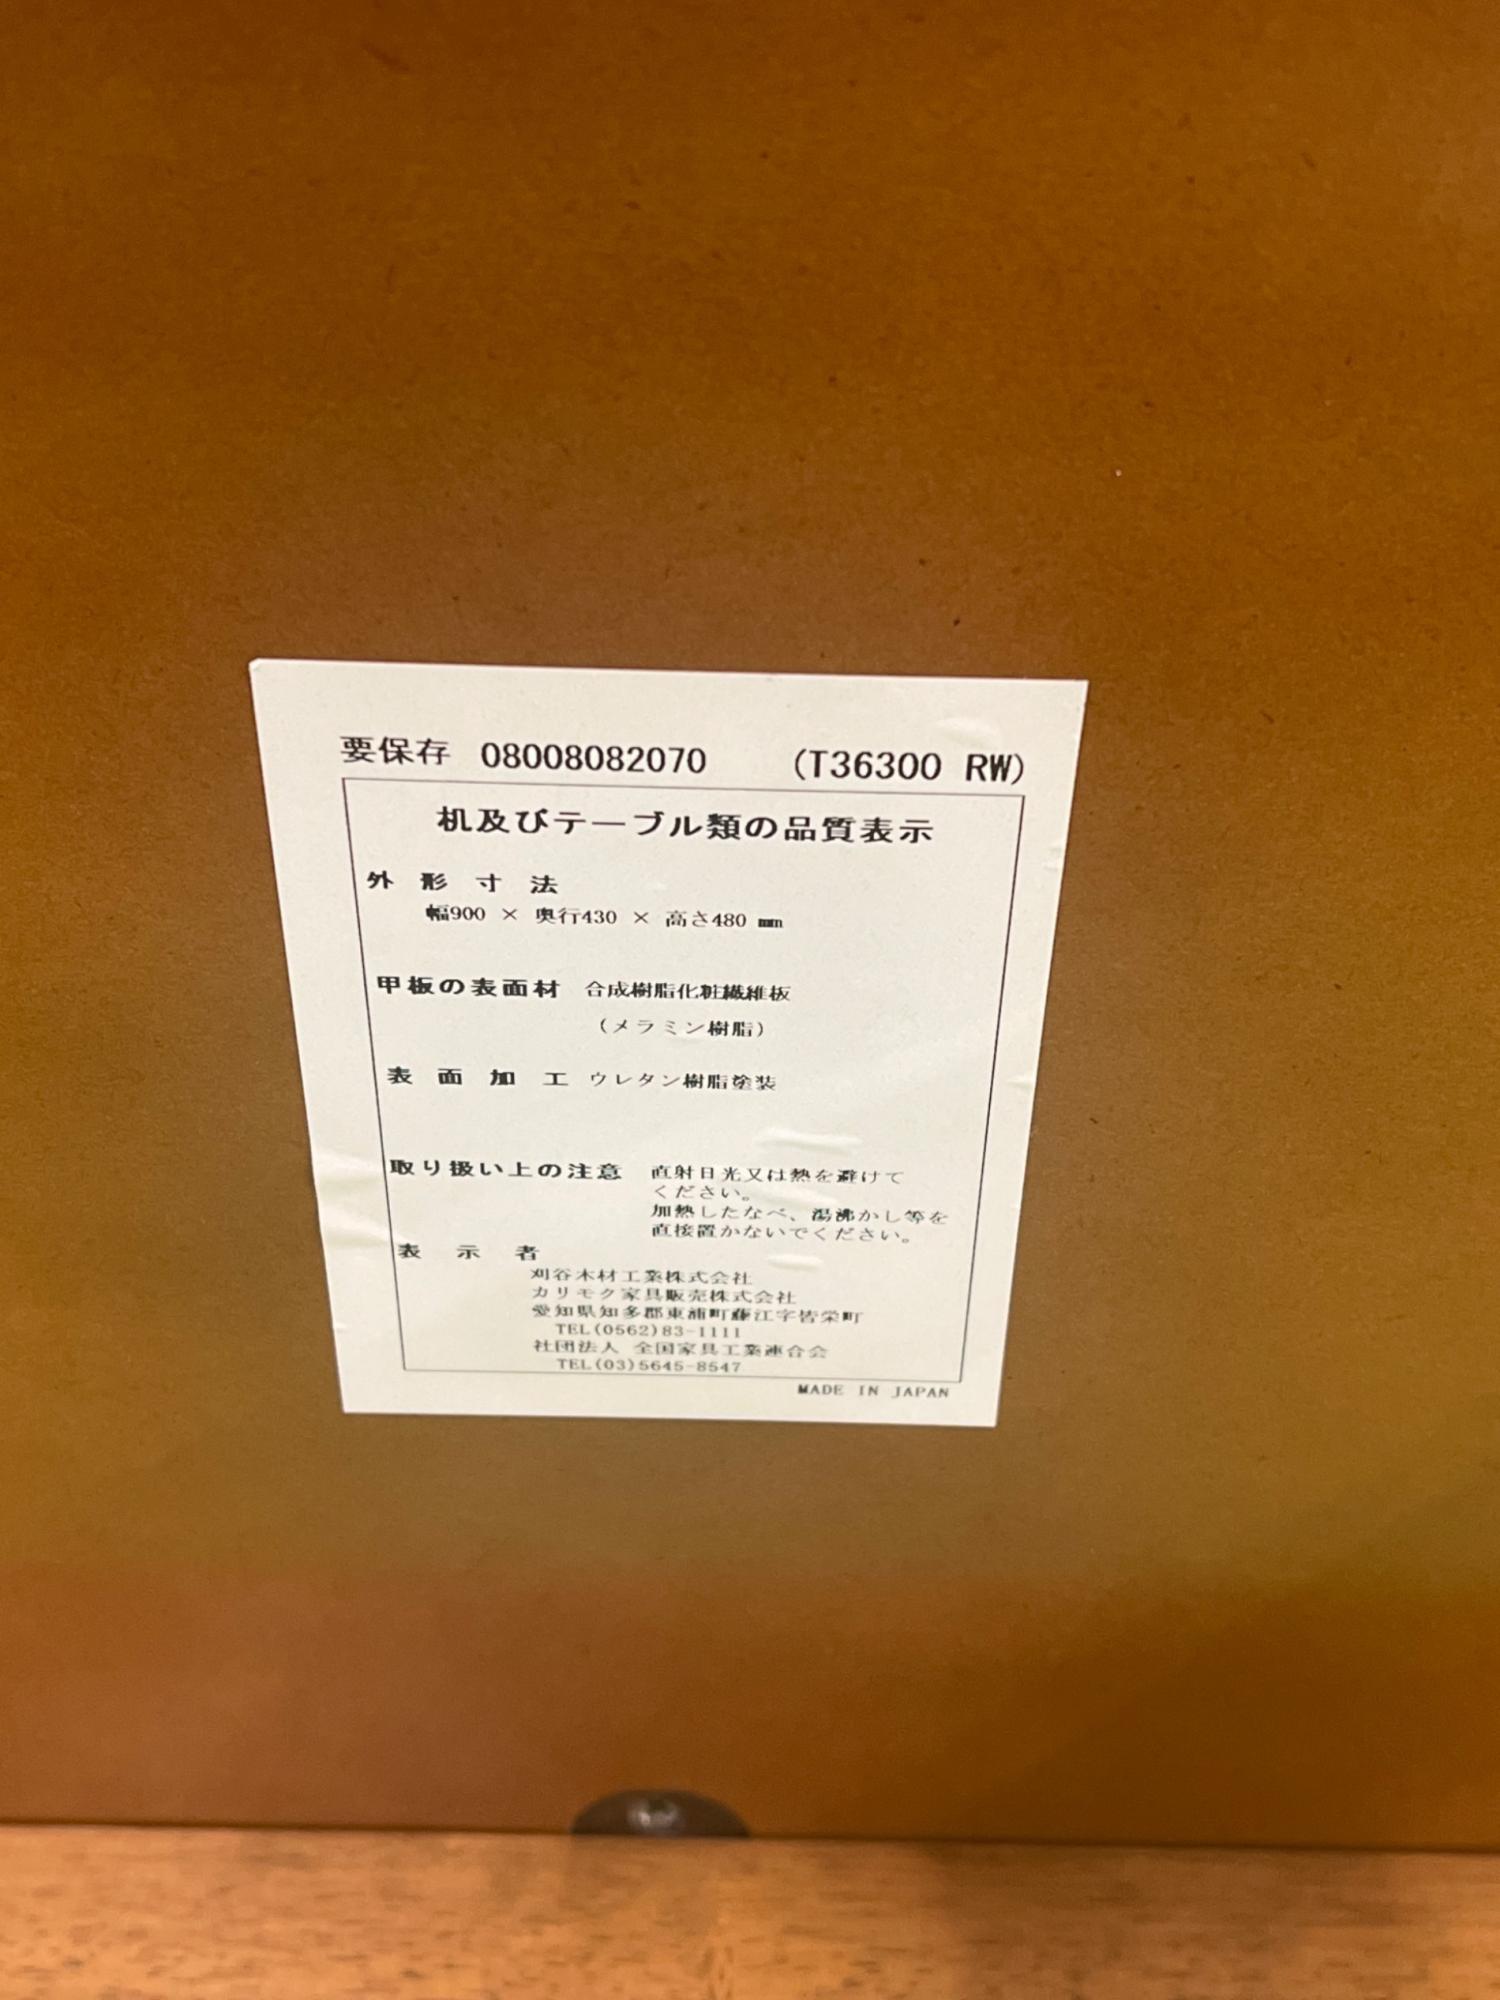 要保存 08008082070 (T36300 RW)
机及びテーブル類の品質表示
外形寸法
幅900 × 奥行430 × 高さ480 mm
甲板の表面材 合成樹脂化粧繊維板
(メラミン樹脂)
表面加工 ウレタン樹脂塗装
取り扱い上の注意 直射日光又は熱を避けて
ください。
加熱したなべ、湯沸かし等を
直接置かないでください。
表示者
刈谷木材工業株式会社
カリモク家具販売株式会社
愛知県知多郡東浦町藤江字皆栄町
TEL(0562)83-1111
社団法人 全国家具工業連合会
TEL(03)5645-8547
MADE IN JAPAN